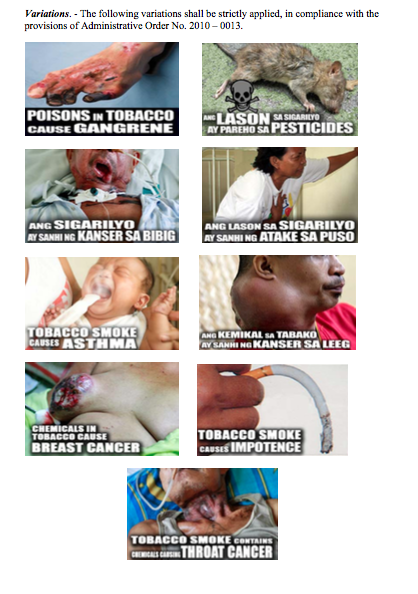 Variations. - The following variations shall be strictly applied, in compliance with the
provisions of Administrative Order No. 2010 – 0013.
POISONS IN TOBACCO
CAUSE GANGRENE
ANG LASON SA SIGARILYO
AY PAREHO SA PESTICIDES
ANG SIGARILYO
AY SANHI NG KANSER SA BIBIG
ANG LASON SA SIGARILYO
AY SANHI NG ATAKE SA PUSO
TOBACCO SMOKE
CAUSES ASTHMA
ANG KEMIKAL SA TABAKO
AY SANHI NG KANSER SA LEEG
CHEMICALS IN
TOBACCO CAUSE
BREAST CANCER
TOBACCO SMOKE
CAUSES IMPOTENCE
TOBACCO SMOKE CONTAINS
CHEMICALS CAUSING THROAT CANCER